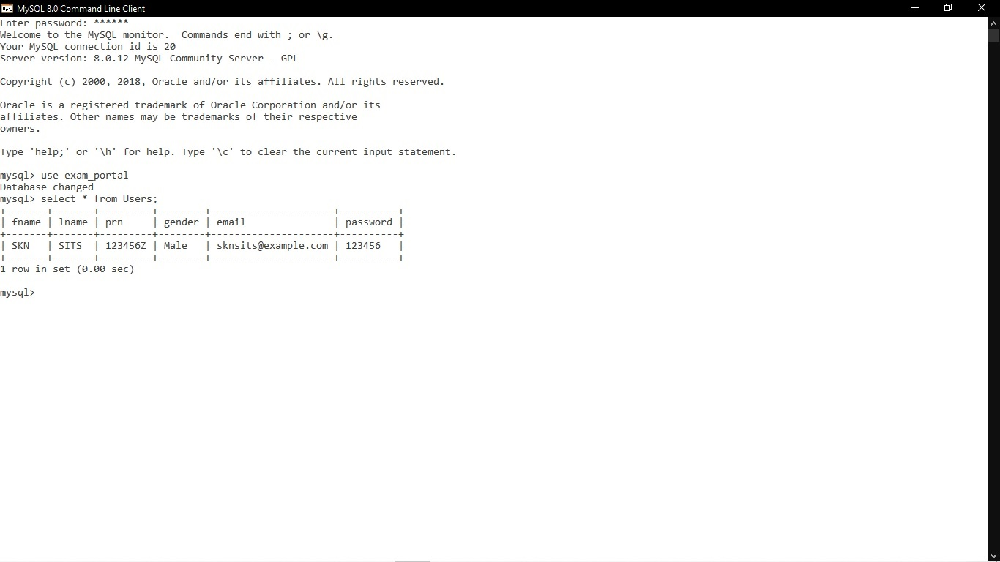 MySQL 8.0 Command Line Client
Enter password: ******
Welcome to the MySQL monitor.  Commands end with ; or \g.
Your MySQL connection id is 20
Server version: 8.0.12 MySQL Community Server - GPL
Copyright (c) 2000, 2018, Oracle and/or its affiliates. All rights reserved.
Oracle is a registered trademark of Oracle Corporation and/or its
affiliates. Other names may be trademarks of their respective
owners.
Type 'help;' or '\h' for help. Type '\c' to clear the current input statement.
mysql> use exam_portal
Database changed
mysql> select * from Users;
+-------+-------+---------+--------+---------------------+----------+
| fname | lname | prn     | gender | email               | password |
+-------+-------+---------+--------+---------------------+----------+
| SKN   | SITS  | 123456Z | Male   | sknsits@example.com | 123456   |
+-------+-------+---------+--------+---------------------+----------+
1 row in set (0.00 sec)
mysql>